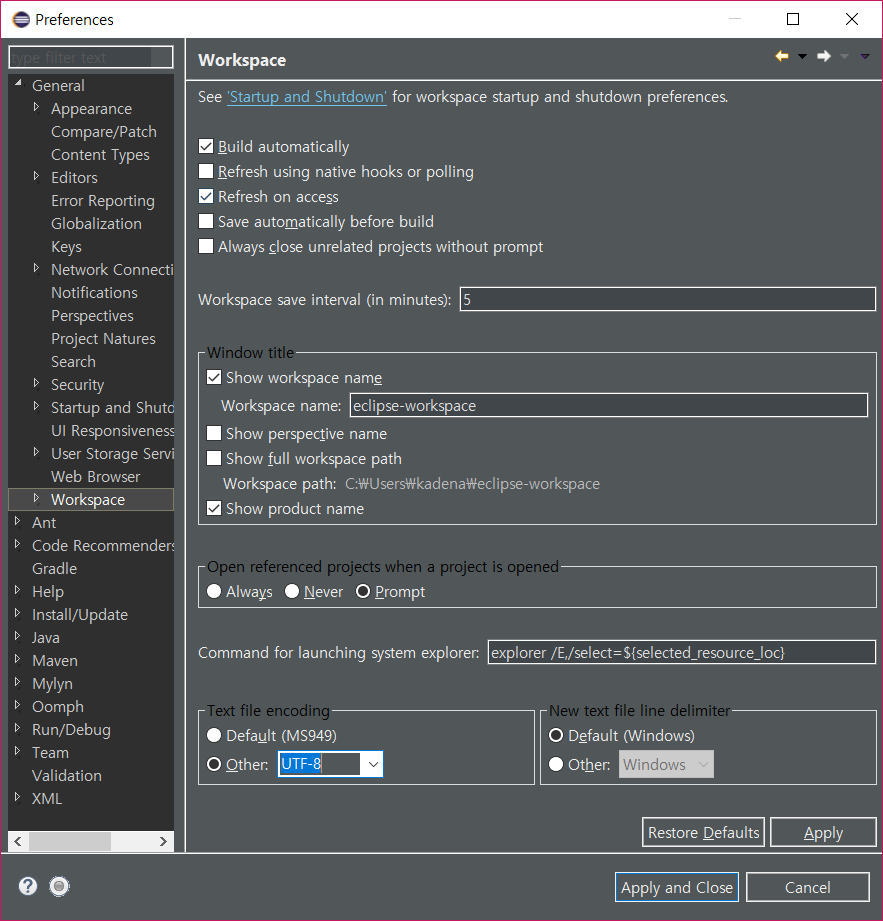 Preferences
type filter text
General
Appearance
Compare/Patch
Content Types
Editors
Error Reporting
Globalization
Keys
Network Connecti
Notifications
Perspectives
Project Natures
Search
Security
Startup and Shutd
UI Responsiveness
User Storage Servi
Web Browser
Workspace
Ant
Code Recommenders
Gradle
Help
Install/Update
Java
Maven
Mylyn
Oomph
Run/Debug
Team
Validation
XML
Workspace
See 'Startup and Shutdown' for workspace startup and shutdown preferences.
Build automatically
Refresh using native hooks or polling
Refresh on access
Save automatically before build
Always close unrelated projects without prompt
Workspace save interval (in minutes): 5
Window title
Show workspace name
Workspace name: eclipse-workspace
Show perspective name
Show full workspace path
Workspace path: C:₩Users₩kadena₩eclipse-workspace
Show product name
Open referenced projects when a project is opened
Always Never Prompt
Command for launching system explorer: explorer /E,/select=${selected_resource_loc}
Text file encoding
Default (MS949)
Other: UTF-8
New text file line delimiter
Default (Windows)
Other: Windows
Restore Defaults Apply
? Apply and Close Cancel